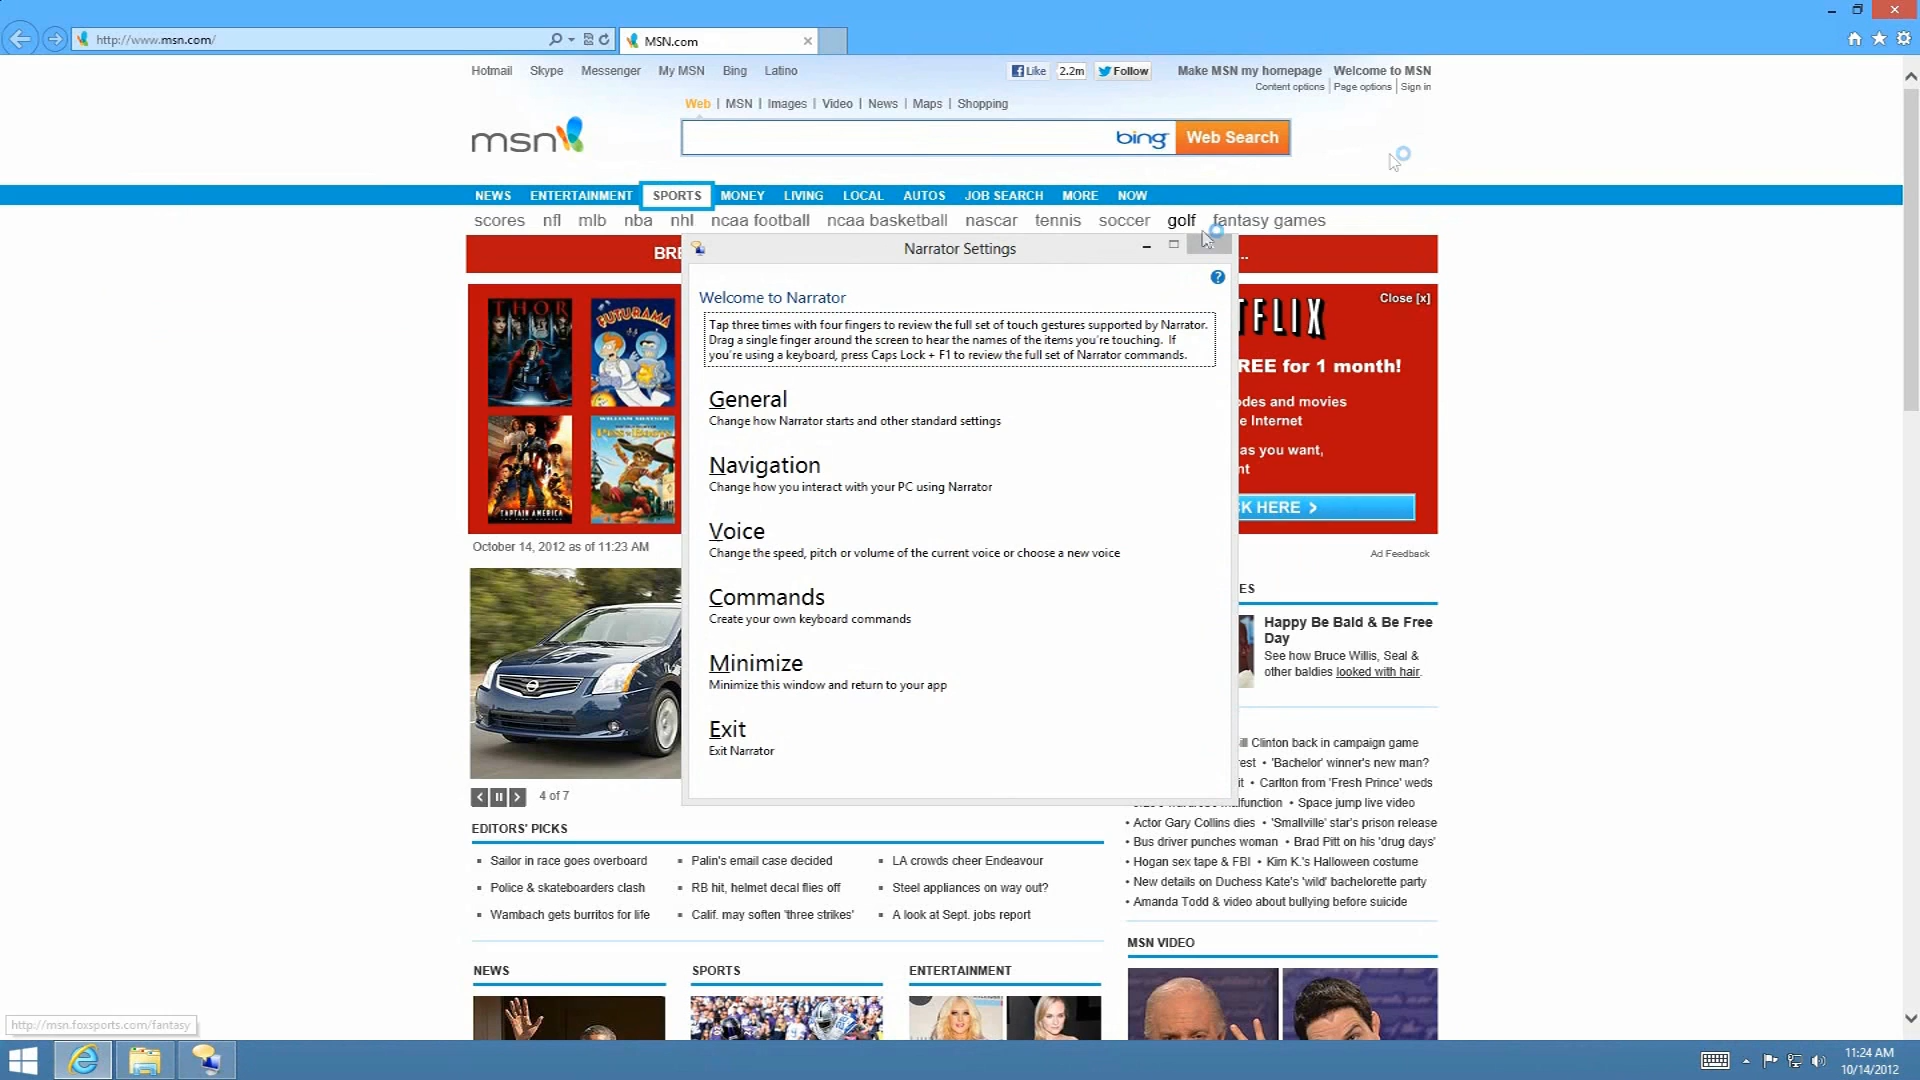 http://www.msn.com/
MSN.com
Hotmail Skype Messenger My MSN Bing Latino
Like 2.2m Follow
Make MSN my homepage Welcome to MSN
Content options Page options Sign in
Web | MSN | Images | Video | News | Maps | Shopping
msn
bing
Web Search
NEWS ENTERTAINMENT SPORTS MONEY LIVING LOCAL AUTOS JOB SEARCH MORE NOW
scores nfl mlb nba nhl ncaa football ncaa basketball nascar tennis soccer golf fantasy games
BRE
...
Narrator Settings
Welcome to Narrator
Tap three times with four fingers to review the full set of touch gestures supported by Narrator.
Drag a single finger around the screen to hear the names of the items you're touching. If
you're using a keyboard, press Caps Lock + F1 to review the full set of Narrator commands.
General
Change how Narrator starts and other standard settings
Navigation
Change how you interact with your PC using Narrator
Voice
Change the speed, pitch or volume of the current voice or choose a new voice
Commands
Create your own keyboard commands
Minimize
Minimize this window and return to your app
Exit
Exit Narrator
THOR
FUTURAMA
CAPTAIN AMERICA
Close [x]
TFLIX
REE for 1 month!
odes and movies
e Internet
as you want,
nt
CK HERE >
October 14, 2012 as of 11:23 AM
Ad Feedback
4 of 7
ES
Happy Be Bald & Be Free
Day
See how Bruce Willis, Seal &
other baldies looked with hair.
ill Clinton back in campaign game
rest • 'Bachelor' winner's new man?
it • Carlton from 'Fresh Prince' weds
malfunction • Space jump live video
• Actor Gary Collins dies • 'Smallville' star's prison release
• Bus driver punches woman • Brad Pitt on his 'drug days'
• Hogan sex tape & FBI • Kim K.'s Halloween costume
• New details on Duchess Kate's 'wild' bachelorette party
• Amanda Todd & video about bullying before suicide
EDITORS' PICKS
Sailor in race goes overboard
Police & skateboarders clash
Wambach gets burritos for life
Palin's email case decided
RB hit, helmet decal flies off
Calif. may soften 'three strikes'
LA crowds cheer Endeavour
Steel appliances on way out?
A look at Sept. jobs report
MSN VIDEO
NEWS SPORTS ENTERTAINMENT
http://msn.foxsports.com/fantasy
11:24 AM
10/14/2012